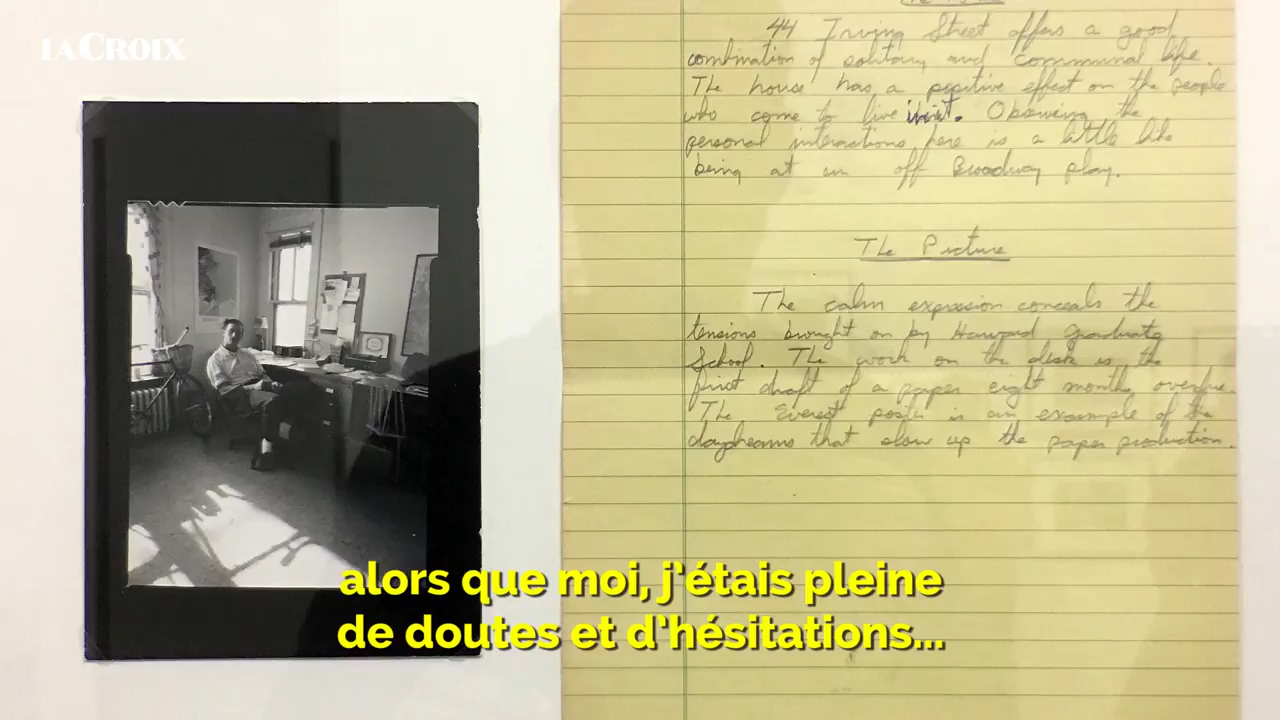 LACROIX
44 Irving Street offers a good
combination of solitary and communal life.
The house has a positive effect on the people
who come to live in it. Observing the
personal interactions here is a little like
being at an off Broadway play.
The Picture
The calm expression conceals the
tensions brought on by Harvard Graduate
School. The work on the desk is the
first draft of a paper eight months overdue.
The Everest poster is an example of the
daydreams that slow up the paper production.
alors que moi, j'étais pleine
de doutes et d'hésitations...